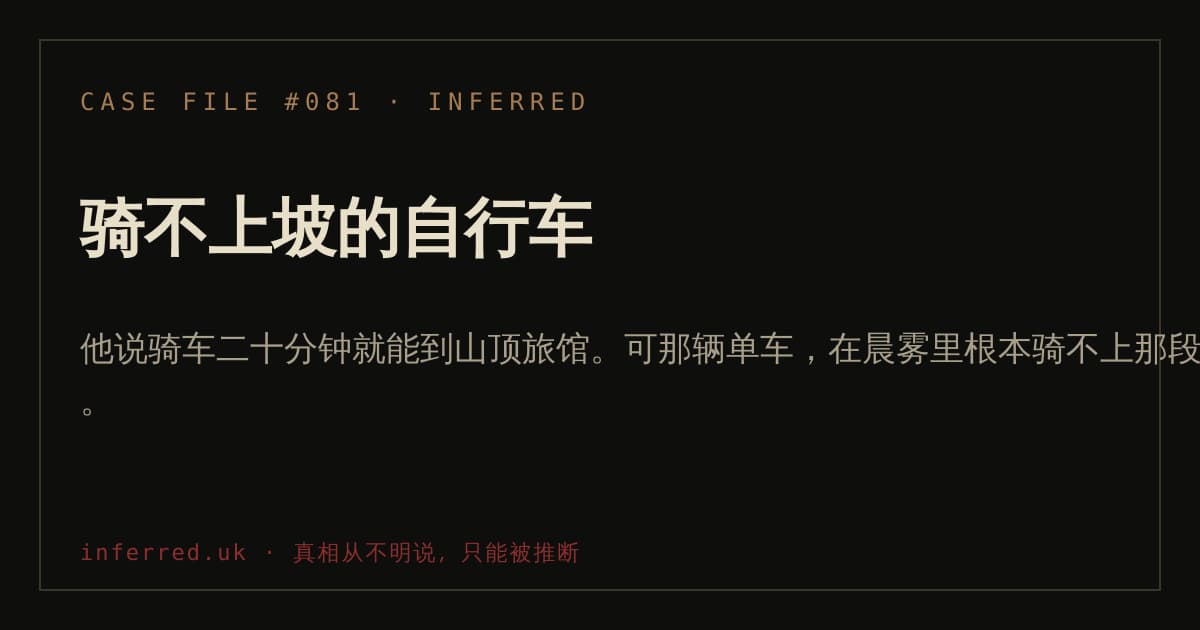 CASE FILE #081 · INFERRED
骑不上坡的自行车
他说骑车二十分钟就能到山顶旅馆。可那辆单车，在晨雾里根本骑不上那段
。
inferred.uk · 真相从不明说，只能被推断